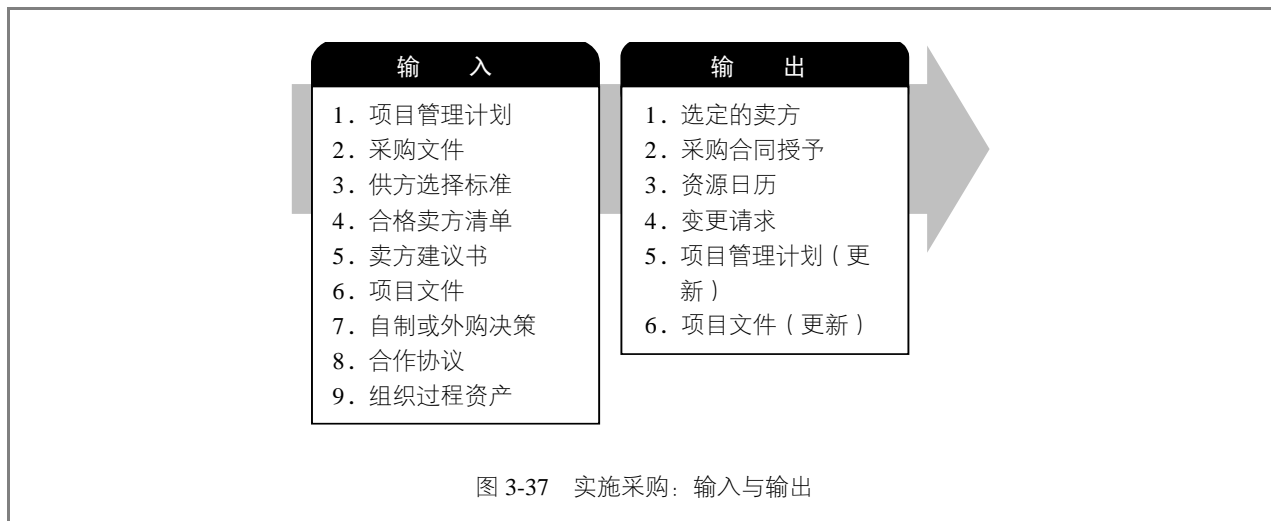 输 入
1. 项目管理计划
2. 采购文件
3. 供方选择标准
4. 合格卖方清单
5. 卖方建议书
6. 项目文件
7. 自制或外购决策
8. 合作协议
9. 组织过程资产
输 出
1. 选定的卖方
2. 采购合同授予
3. 资源日历
4. 变更请求
5. 项目管理计划（更
新）
6. 项目文件（更新）
图 3-37 实施采购：输入与输出